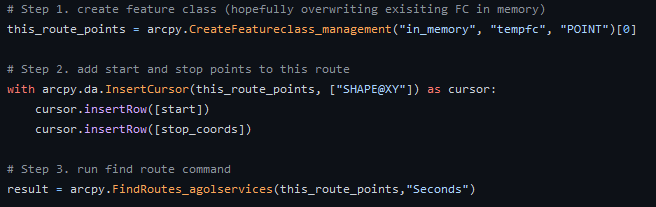 # Step 1. create feature class (hopefully overwriting exisiting FC in memory)
this_route_points = arcpy.CreateFeatureclass_management("in_memory", "tempfc", "POINT")[0]
# Step 2. add start and stop points to this route
with arcpy.da.InsertCursor(this_route_points, ["SHAPE@XY"]) as cursor:
    cursor.insertRow([start])
    cursor.insertRow([stop_coords])
# Step 3. run find route command
result = arcpy.FindRoutes_agolservices(this_route_points,"Seconds")